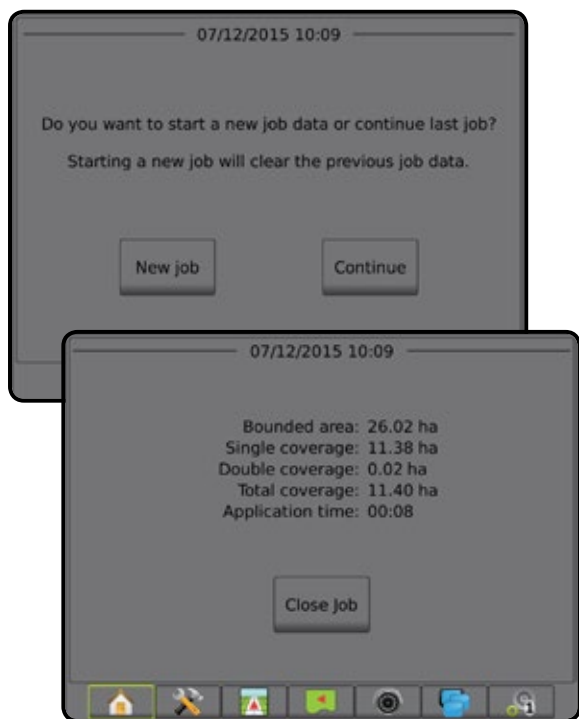 07/12/2015 10:09
Do you want to start a new job data or continue last job?
Starting a new job will clear the previous job data.
New job
Continue
07/12/2015 10:09
Bounded area: 26.02 ha
Single coverage: 11.38 ha
Double coverage: 0.02 ha
Total coverage: 11.40 ha
Application time: 00:08
Close Job